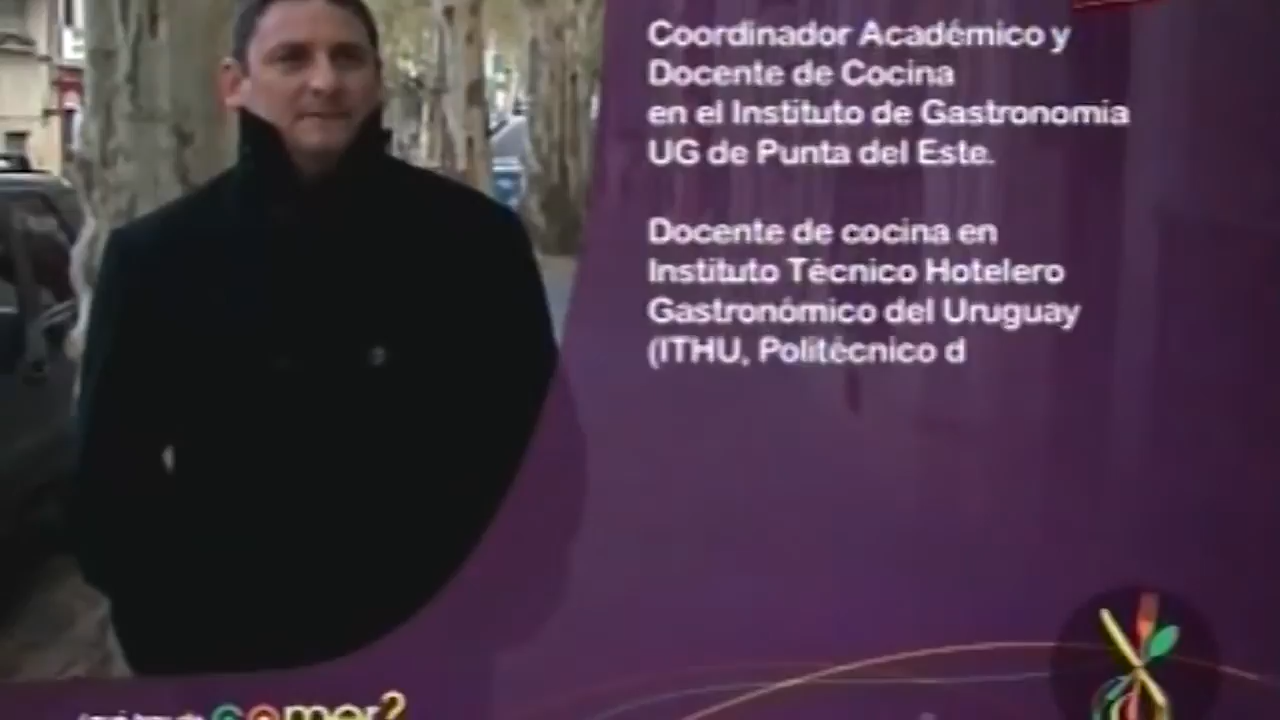 Coordinador Académico y
Docente de Cocina
en el Instituto de Gastronomia
UG de Punta del Este.
Docente de cocina en
Instituto Técnico Hotelero
Gastronómico del Uruguay
(ITHU, Politécnico d
comer?